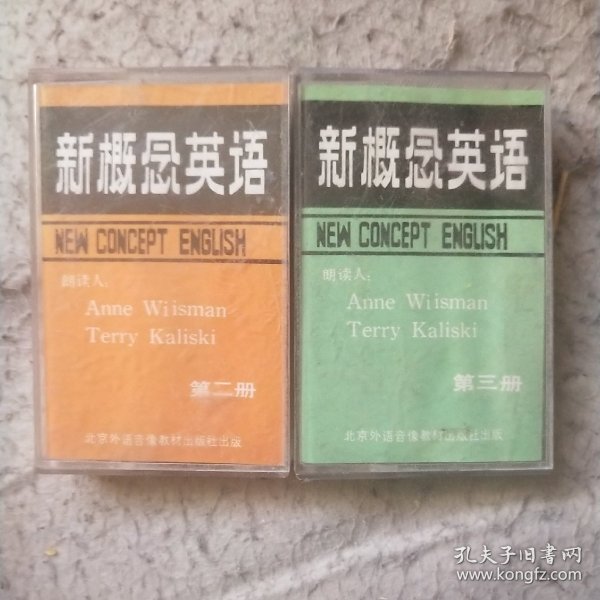 新概念英语
NEW CONCEPT ENGLISH
朗读人:
Anne Wiisman
Terry Kaliski
第二册
北京外语音像教材出版社出版
新概念英语
NEW CONCEPT ENGLISH
朗读人:
Anne Wiisman
Terry Kaliski
第三册
北京外语音像教材出版社出版
孔夫子旧书网
www.kongfz.com